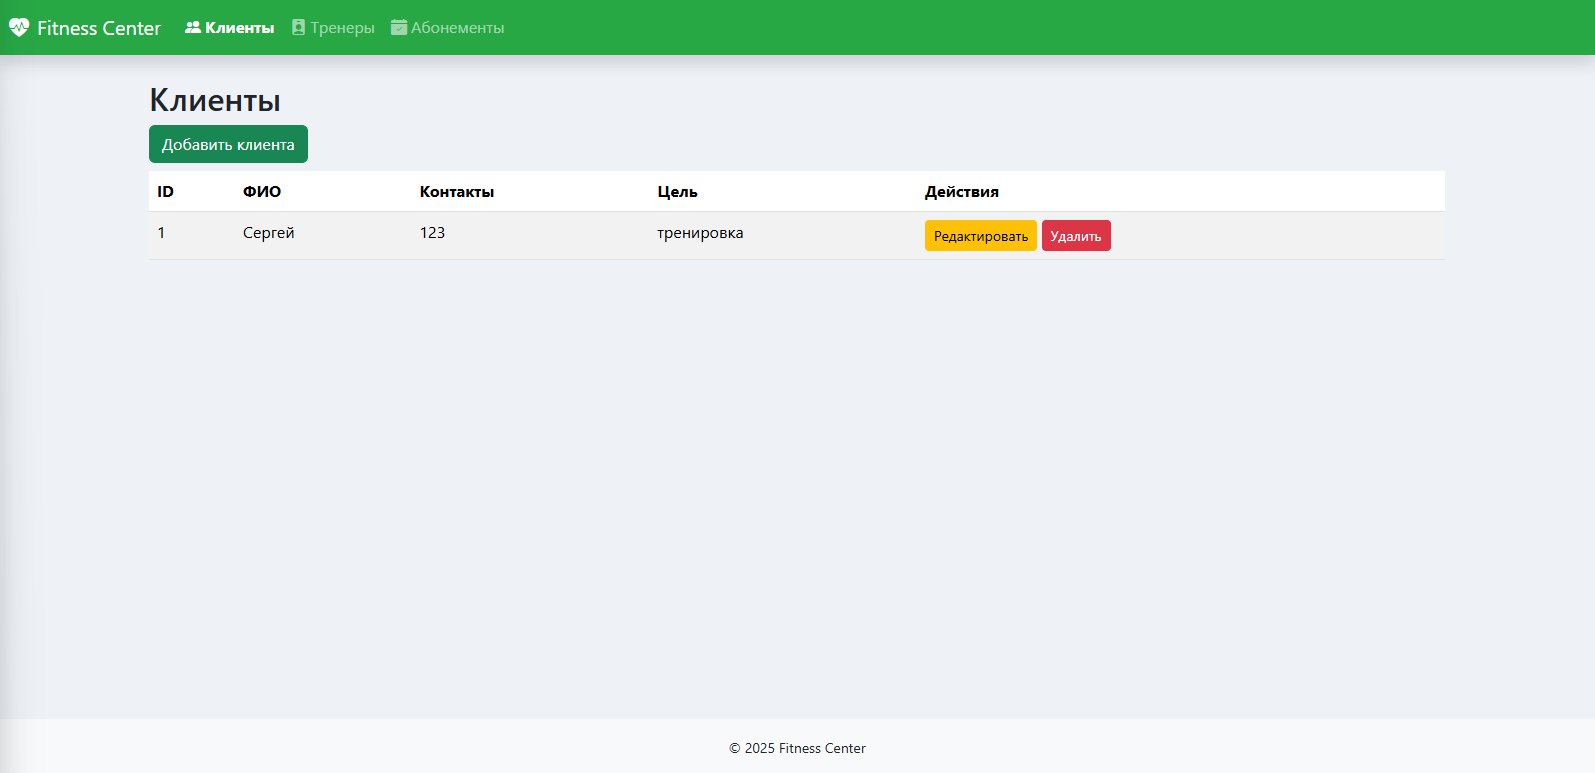 Fitness Center Клиенты Тренеры Абонементы
Клиенты
Добавить клиента
ID ФИО Контакты Цель Действия
1 Сергей 123 тренировка Редактировать Удалить
© 2025 Fitness Center